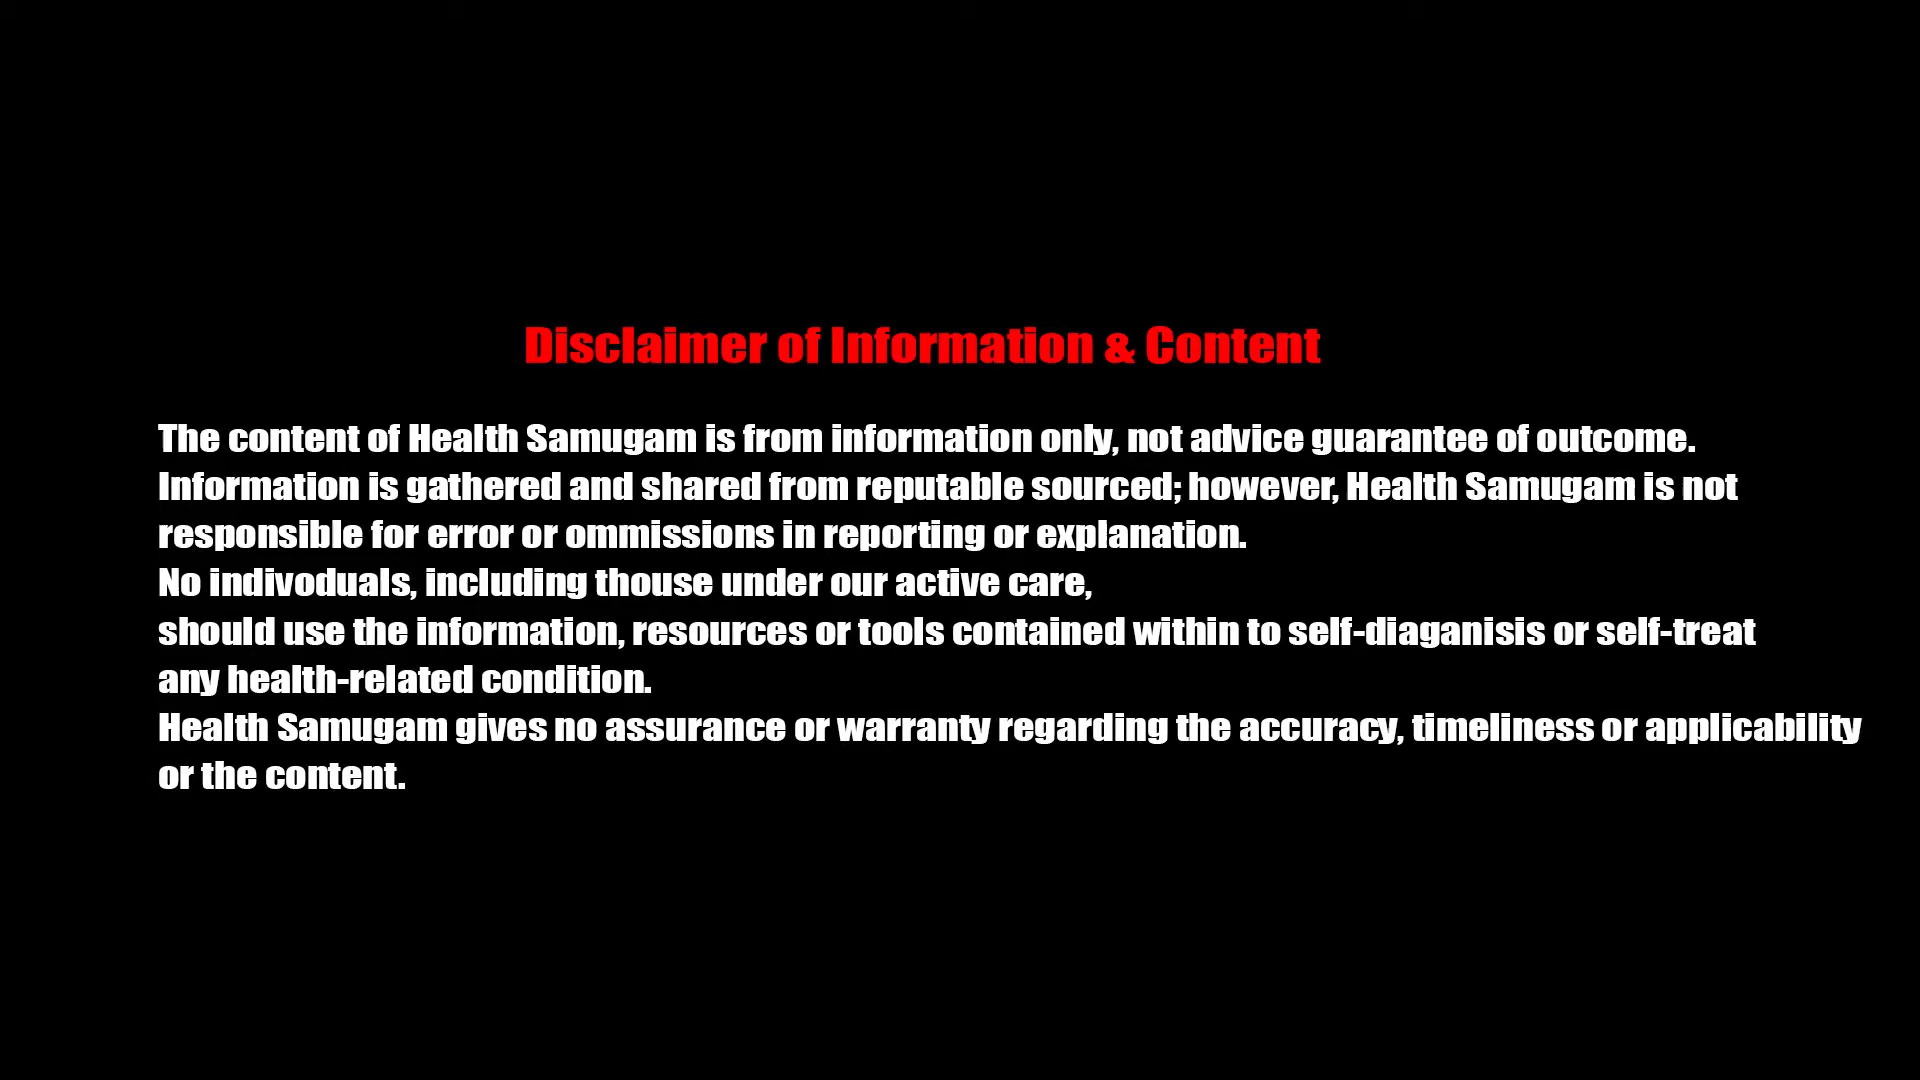 Disclaimer of Information & Content
The content of Health Samugam is from information only, not advice guarantee of outcome.
Information is gathered and shared from reputable sourced; however, Health Samugam is not
responsible for error or ommissions in reporting or explanation.
No indivoduals, including thouse under our active care,
should use the information, resources or tools contained within to self-diaganisis or self-treat
any health-related condition.
Health Samugam gives no assurance or warranty regarding the accuracy, timeliness or applicability
or the content.